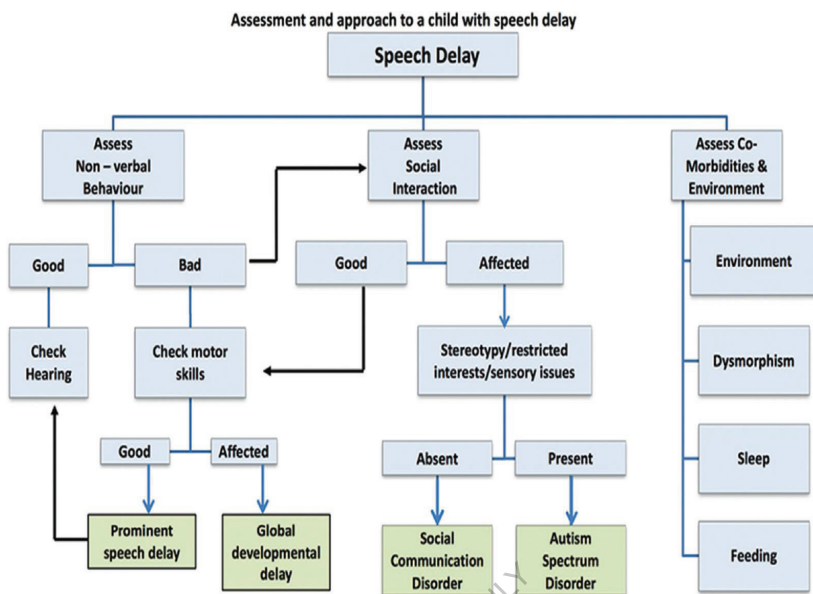 Assessment and approach to a child with speech delay
Speech Delay
Assess
Non – verbal
Behaviour
Assess
Social
Interaction
Assess Co-
Morbidities &
Environment
Good
Bad
Good
Affected
Environment
Check
Hearing
Check motor
skills
Stereotypy/restricted
interests/sensory issues
Dysmorphism
Good
Affected
Absent
Present
Sleep
Prominent
speech delay
Global
developmental
delay
Social
Communication
Disorder
Autism
Spectrum
Disorder
Feeding